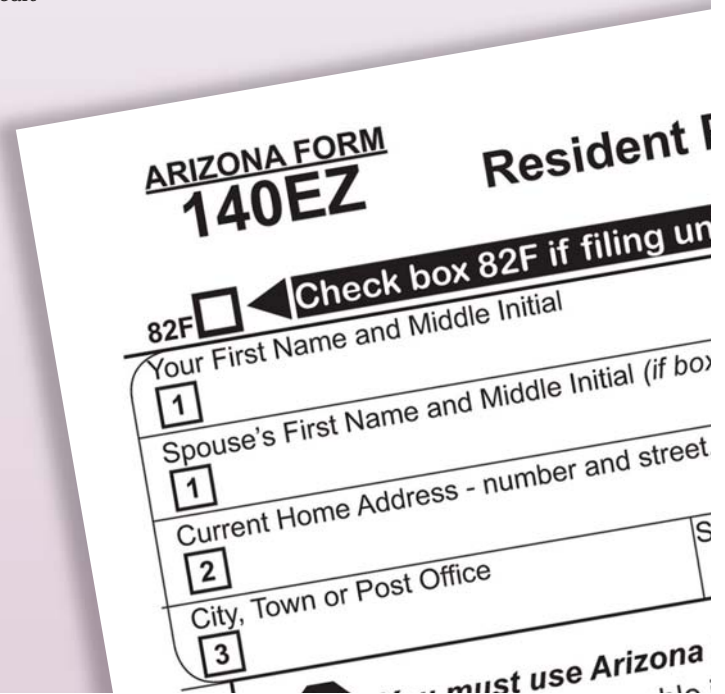 ARIZONA FORM
140EZ
Resident
82F
Check box 82F if filing
Your First Name and Middle Initial
1
Spouse’s First Name and Middle Initial (if box
1
Current Home Address - number and street
2
City, Town or Post Office
3
must use Arizona